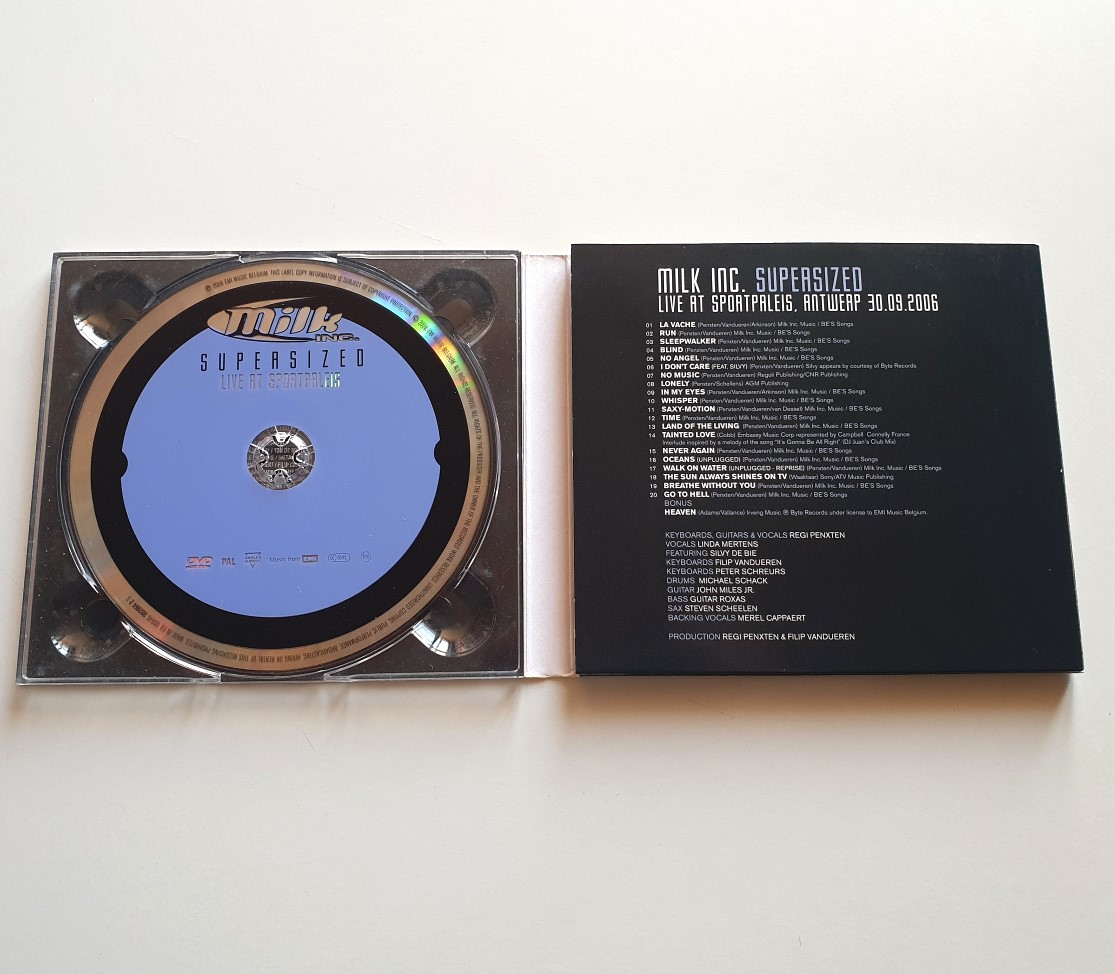 Milk
INC.
SUPERSIZED
LIVE AT SPORTPALEIS
DVD
PAL
Music from EMI
MILK INC. SUPERSIZED
LIVE AT SPORTPALEIS, ANTWERP 30.09.2006
01 LA VACHE (Penxten/Vandueren/Arkinson) Milk Inc. Music / BE'S Songs
02 RUN (Penxten/Vandueren) Milk Inc. Music / BE'S Songs
03 SLEEPWALKER (Penxten/Vandueren) Milk Inc. Music / BE'S Songs
04 BLIND (Penxten/Vandueren) Milk Inc. Music / BE'S Songs
05 NO ANGEL (Penxten/Vandueren) Milk Inc. Music / BE'S Songs
06 I DON'T CARE (FEAT. SILVY) (Penxten/Vandueren) Silvy appears by courtesy of Byte Records
07 NO MUSIC (Penxten/Vandueren) Regoli Publishing/CNR Publishing
08 LONELY (Penxten/Schellens) AGM Publishing
09 IN MY EYES (Penxten/Vandueren/Arkinson) Milk Inc. Music / BE'S Songs
10 WHISPER (Penxten/Vandueren) Milk Inc. Music / BE'S Songs
11 SAXY-MOTION (Penxten/Vandueren/van Dessel) Milk Inc. Music / BE'S Songs
12 TIME (Penxten/Vandueren) Milk Inc. Music / BE'S Songs
13 LAND OF THE LIVING (Penxten/Vandueren) Milk Inc. Music / BE'S Songs
14 TAINTED LOVE (Cobb) Embassy Music Corp represented by Campbell Connelly France
Interlude inspired by a melody of the song "It's Gonna Be All Right" (DJ Juan's Club Mix)
15 NEVER AGAIN (Penxten/Vandueren) Milk Inc. Music / BE'S Songs
16 OCEANS (UNPLUGGED) (Penxten/Vandueren) Milk Inc. Music / BE'S Songs
17 WALK ON WATER (UNPLUGGED - REPRISE) (Penxten/Vandueren) Milk Inc. Music / BE'S Songs
18 THE SUN ALWAYS SHINES ON TV (Waaktaar) Sony/ATV Music Publishing
19 BREATHE WITHOUT YOU (Penxten/Vandueren) Milk Inc. Music / BE'S Songs
20 GO TO HELL (Penxten/Vandueren) Milk Inc. Music / BE'S Songs
BONUS
HEAVEN (Adams/Vallance) Irveng Music ℗ Byte Records under license to EMI Music Belgium.
KEYBOARDS, GUITARS & VOCALS REGI PENXTEN
VOCALS LINDA MERTENS
FEATURING SILVY DE BIE
KEYBOARDS FILIP VANDUEREN
KEYBOARDS PETER SCHREURS
DRUMS MICHAEL SCHACK
GUITAR JOHN MILES JR.
BASS GUITAR ROXAS
SAX STEVEN SCHEELEN
BACKING VOCALS MEREL CAPPAERT
PRODUCTION REGI PENXTEN & FILIP VANDUEREN